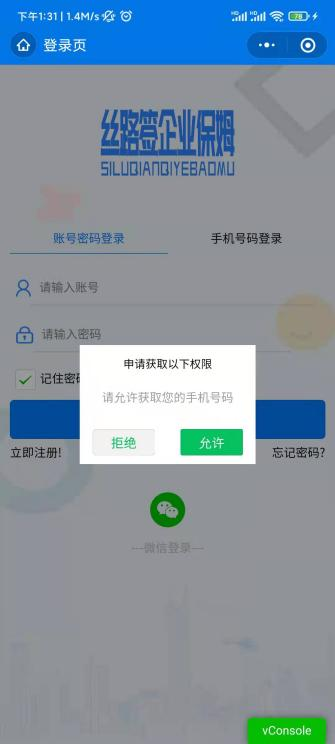 下午1:31 | 1.4M/s
HD HD 78
登录页
丝路签企业保姆
SILUQIANQIYEBAOMU
账号密码登录 手机号码登录
请输入账号
请输入密码
记住密码
申请获取以下权限
请允许获取您的手机号码
拒绝 允许
立即注册! 忘记密码?
---微信登录---
vConsole